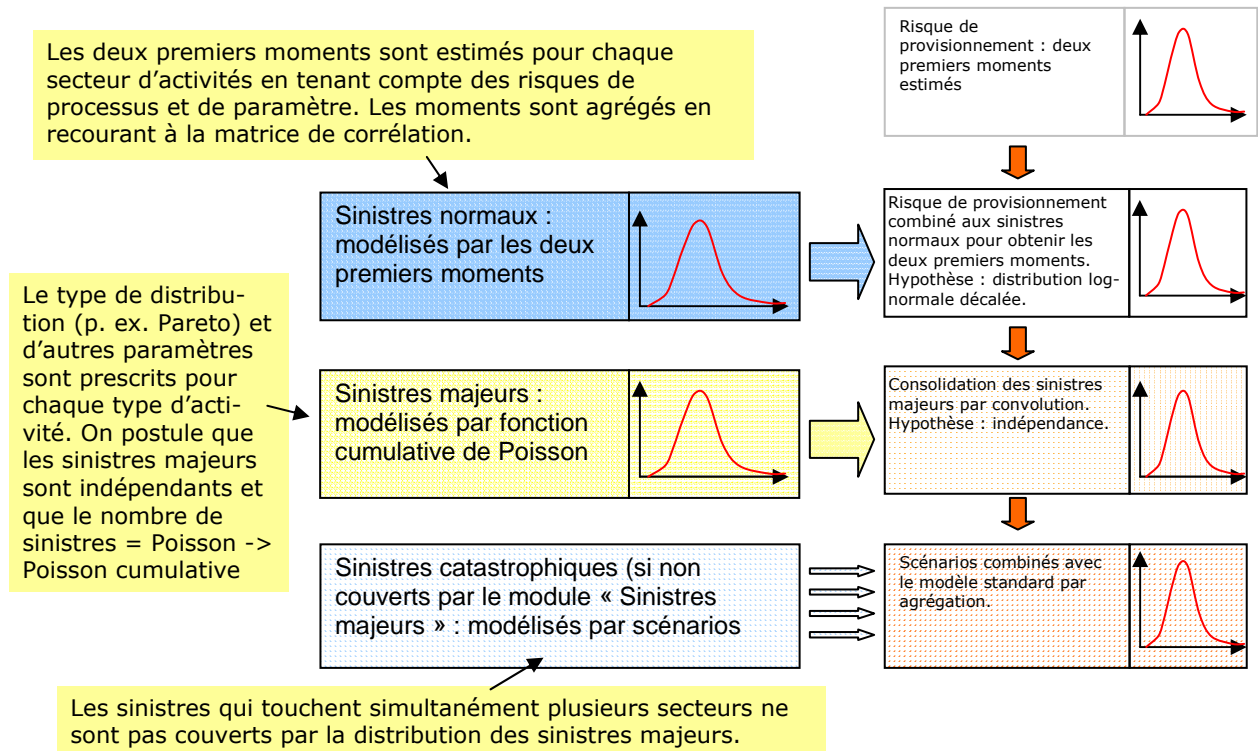 Les deux premiers moments sont estimés pour chaque
secteur d'activités en tenant compte des risques de
processus et de paramètre. Les moments sont agrégés en
recourant à la matrice de corrélation.
Risque de
provisionnement : deux
premiers moments
estimés
Sinistres normaux :
modélisés par les deux
premiers moments
Risque de provisionnement
combiné aux sinistres
normaux pour obtenir les
deux premiers moments.
Hypothèse : distribution log-
normale décalée.
Le type de distribu-
tion (p. ex. Pareto) et
d'autres paramètres
sont prescrits pour
chaque type d'acti-
vité. On postule que
les sinistres majeurs
sont indépendants et
que le nombre de
sinistres = Poisson ->
Poisson cumulative
Sinistres majeurs :
modélisés par fonction
cumulative de Poisson
Consolidation des sinistres
majeurs par convolution.
Hypothèse : indépendance.
Sinistres catastrophiques (si non
couverts par le module « Sinistres
majeurs » : modélisés par scénarios
Scénarios combinés avec
le modèle standard par
agrégation.
Les sinistres qui touchent simultanément plusieurs secteurs ne
sont pas couverts par la distribution des sinistres majeurs.